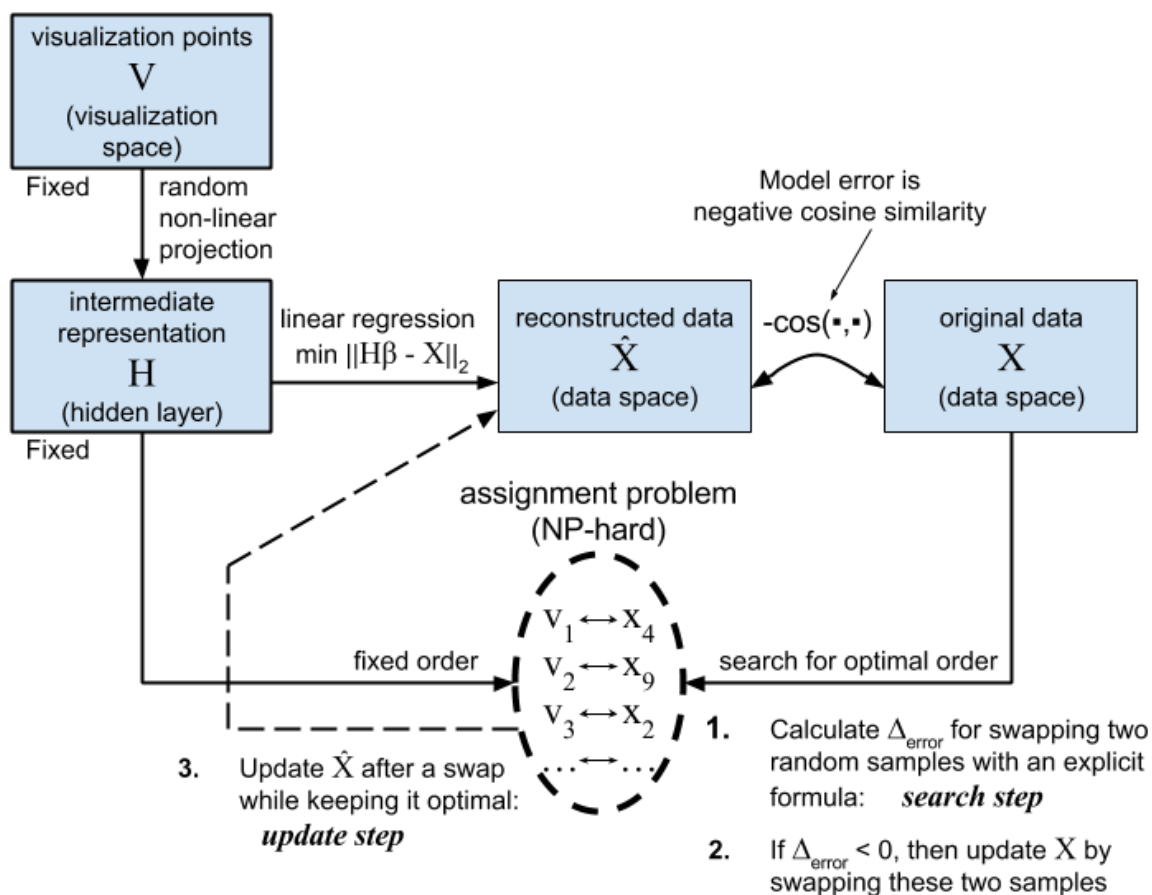 visualization points
V
(visualization
space)
Fixed
random
non-linear
projection
intermediate
representation
H
(hidden layer)
Fixed
linear regression
min ||Hβ - X||₂
reconstructed data
X̂
(data space)
Model error is
negative cosine similarity
-cos(▪,▪)
original data
X
(data space)
assignment problem
(NP-hard)
v₁ ↔ x₄
v₂ ↔ x₉
v₃ ↔ x₂
... ↔ ...
fixed order
search for optimal order
1. Calculate Δerror for swapping two
random samples with an explicit
formula: search step
2. If Δerror < 0, then update X by
swapping these two samples
3. Update X̂ after a swap
while keeping it optimal:
update step